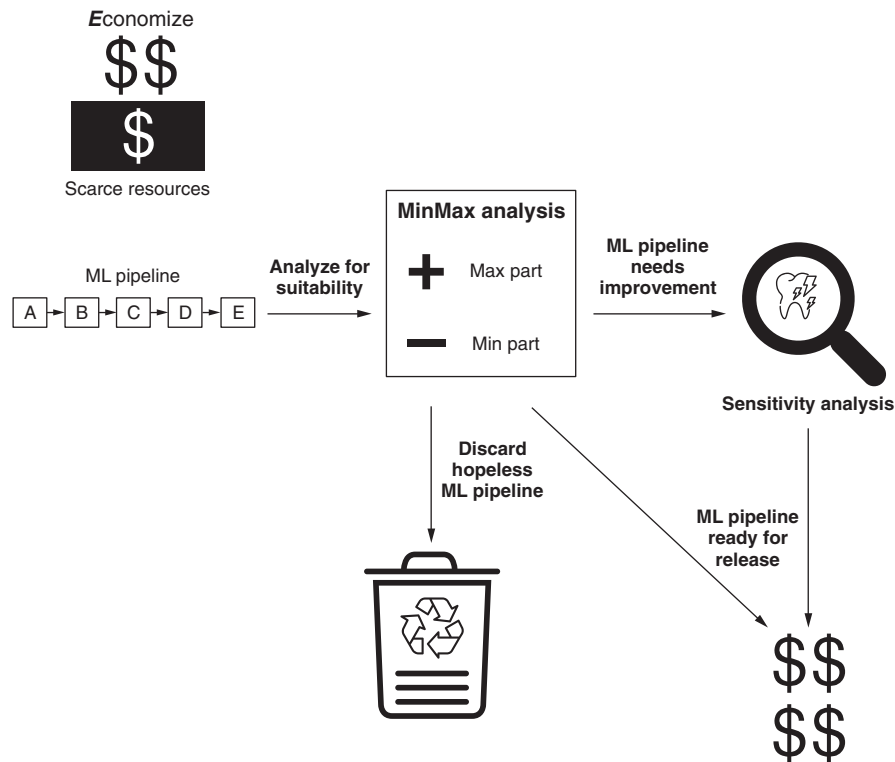 Economize
$$
$
Scarce resources
ML pipeline
A B C D E
Analyze for
suitability
MinMax analysis
+ Max part
− Min part
ML pipeline
needs
improvement
Sensitivity analysis
Discard
hopeless
ML pipeline
ML pipeline
ready for
release
$$
$$